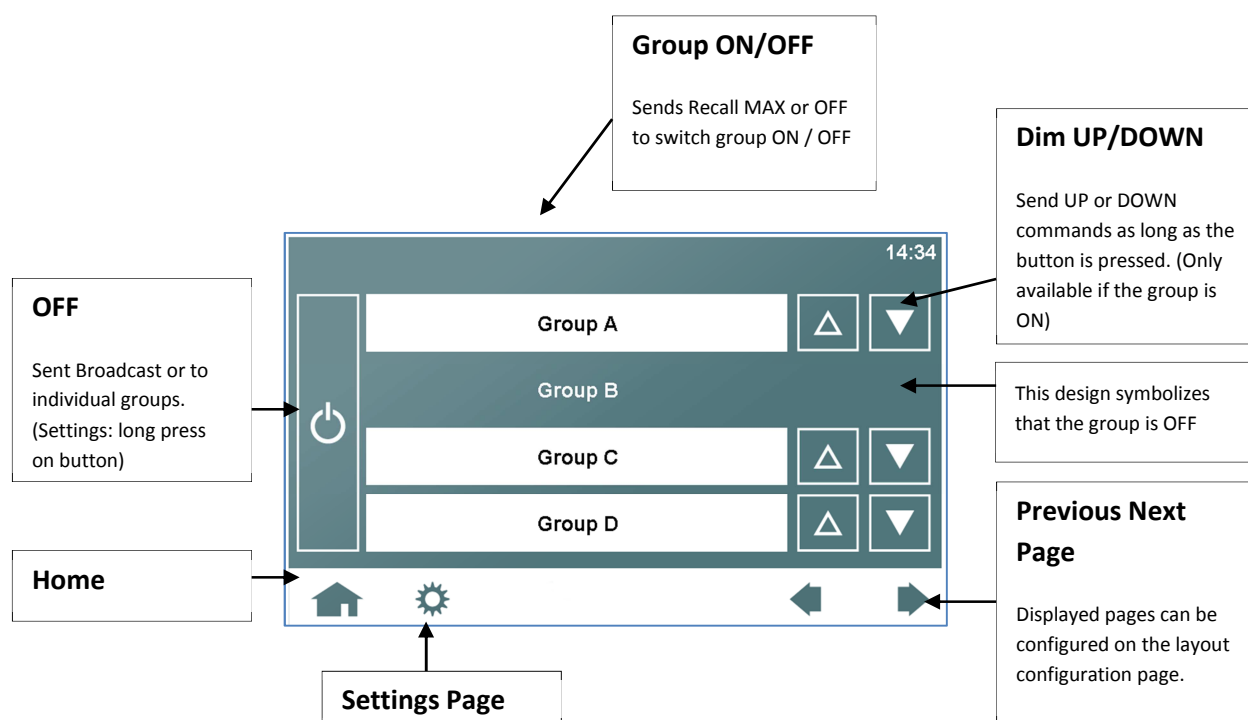 Group ON/OFF
Sends Recall MAX or OFF
to switch group ON / OFF
Dim UP/DOWN
Send UP or DOWN
commands as long as the
button is pressed. (Only
available if the group is
ON)
OFF
Sent Broadcast or to
individual groups.
(Settings: long press
on button)
14:34
Group A
Group B
Group C
Group D
This design symbolizes
that the group is OFF
Home
Previous Next
Page
Displayed pages can be
configured on the layout
configuration page.
Settings Page